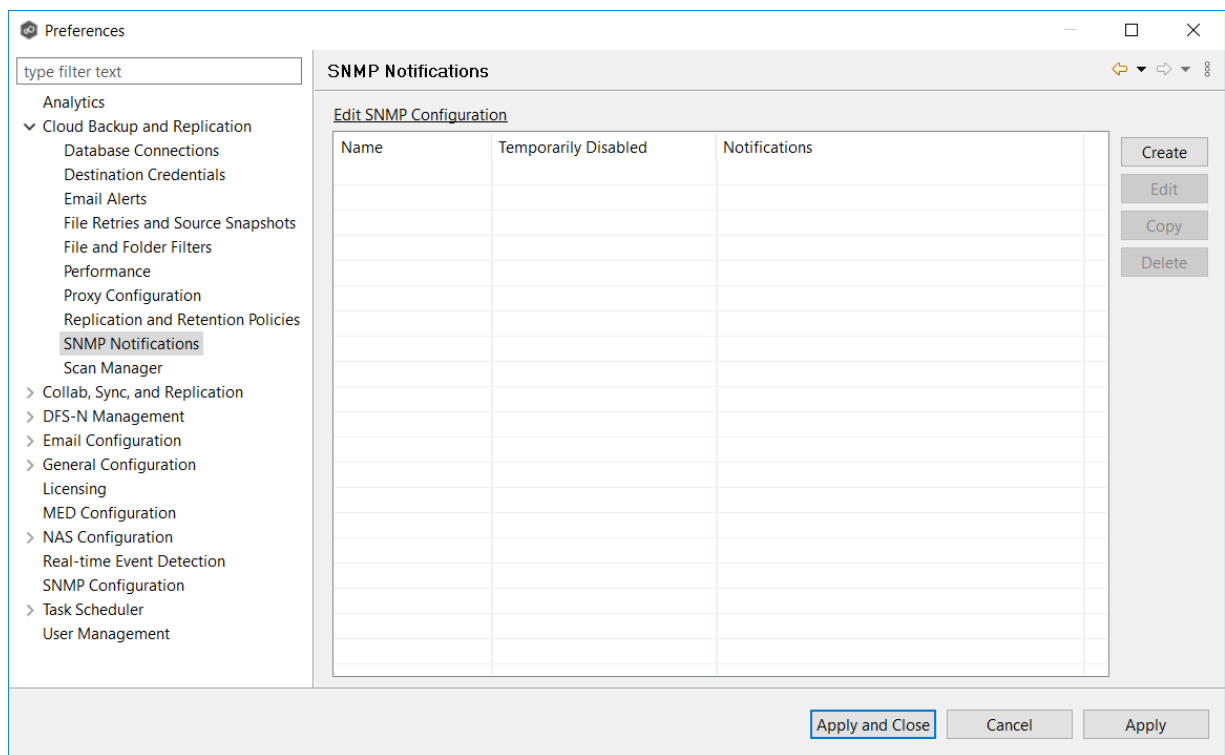 Preferences
type filter text
Analytics
Cloud Backup and Replication
Database Connections
Destination Credentials
Email Alerts
File Retries and Source Snapshots
File and Folder Filters
Performance
Proxy Configuration
Replication and Retention Policies
SNMP Notifications
Scan Manager
Collab, Sync, and Replication
DFS-N Management
Email Configuration
General Configuration
Licensing
MED Configuration
NAS Configuration
Real-time Event Detection
SNMP Configuration
Task Scheduler
User Management
SNMP Notifications
Edit SNMP Configuration
Name Temporarily Disabled Notifications
Create
Edit
Copy
Delete
Apply and Close Cancel Apply